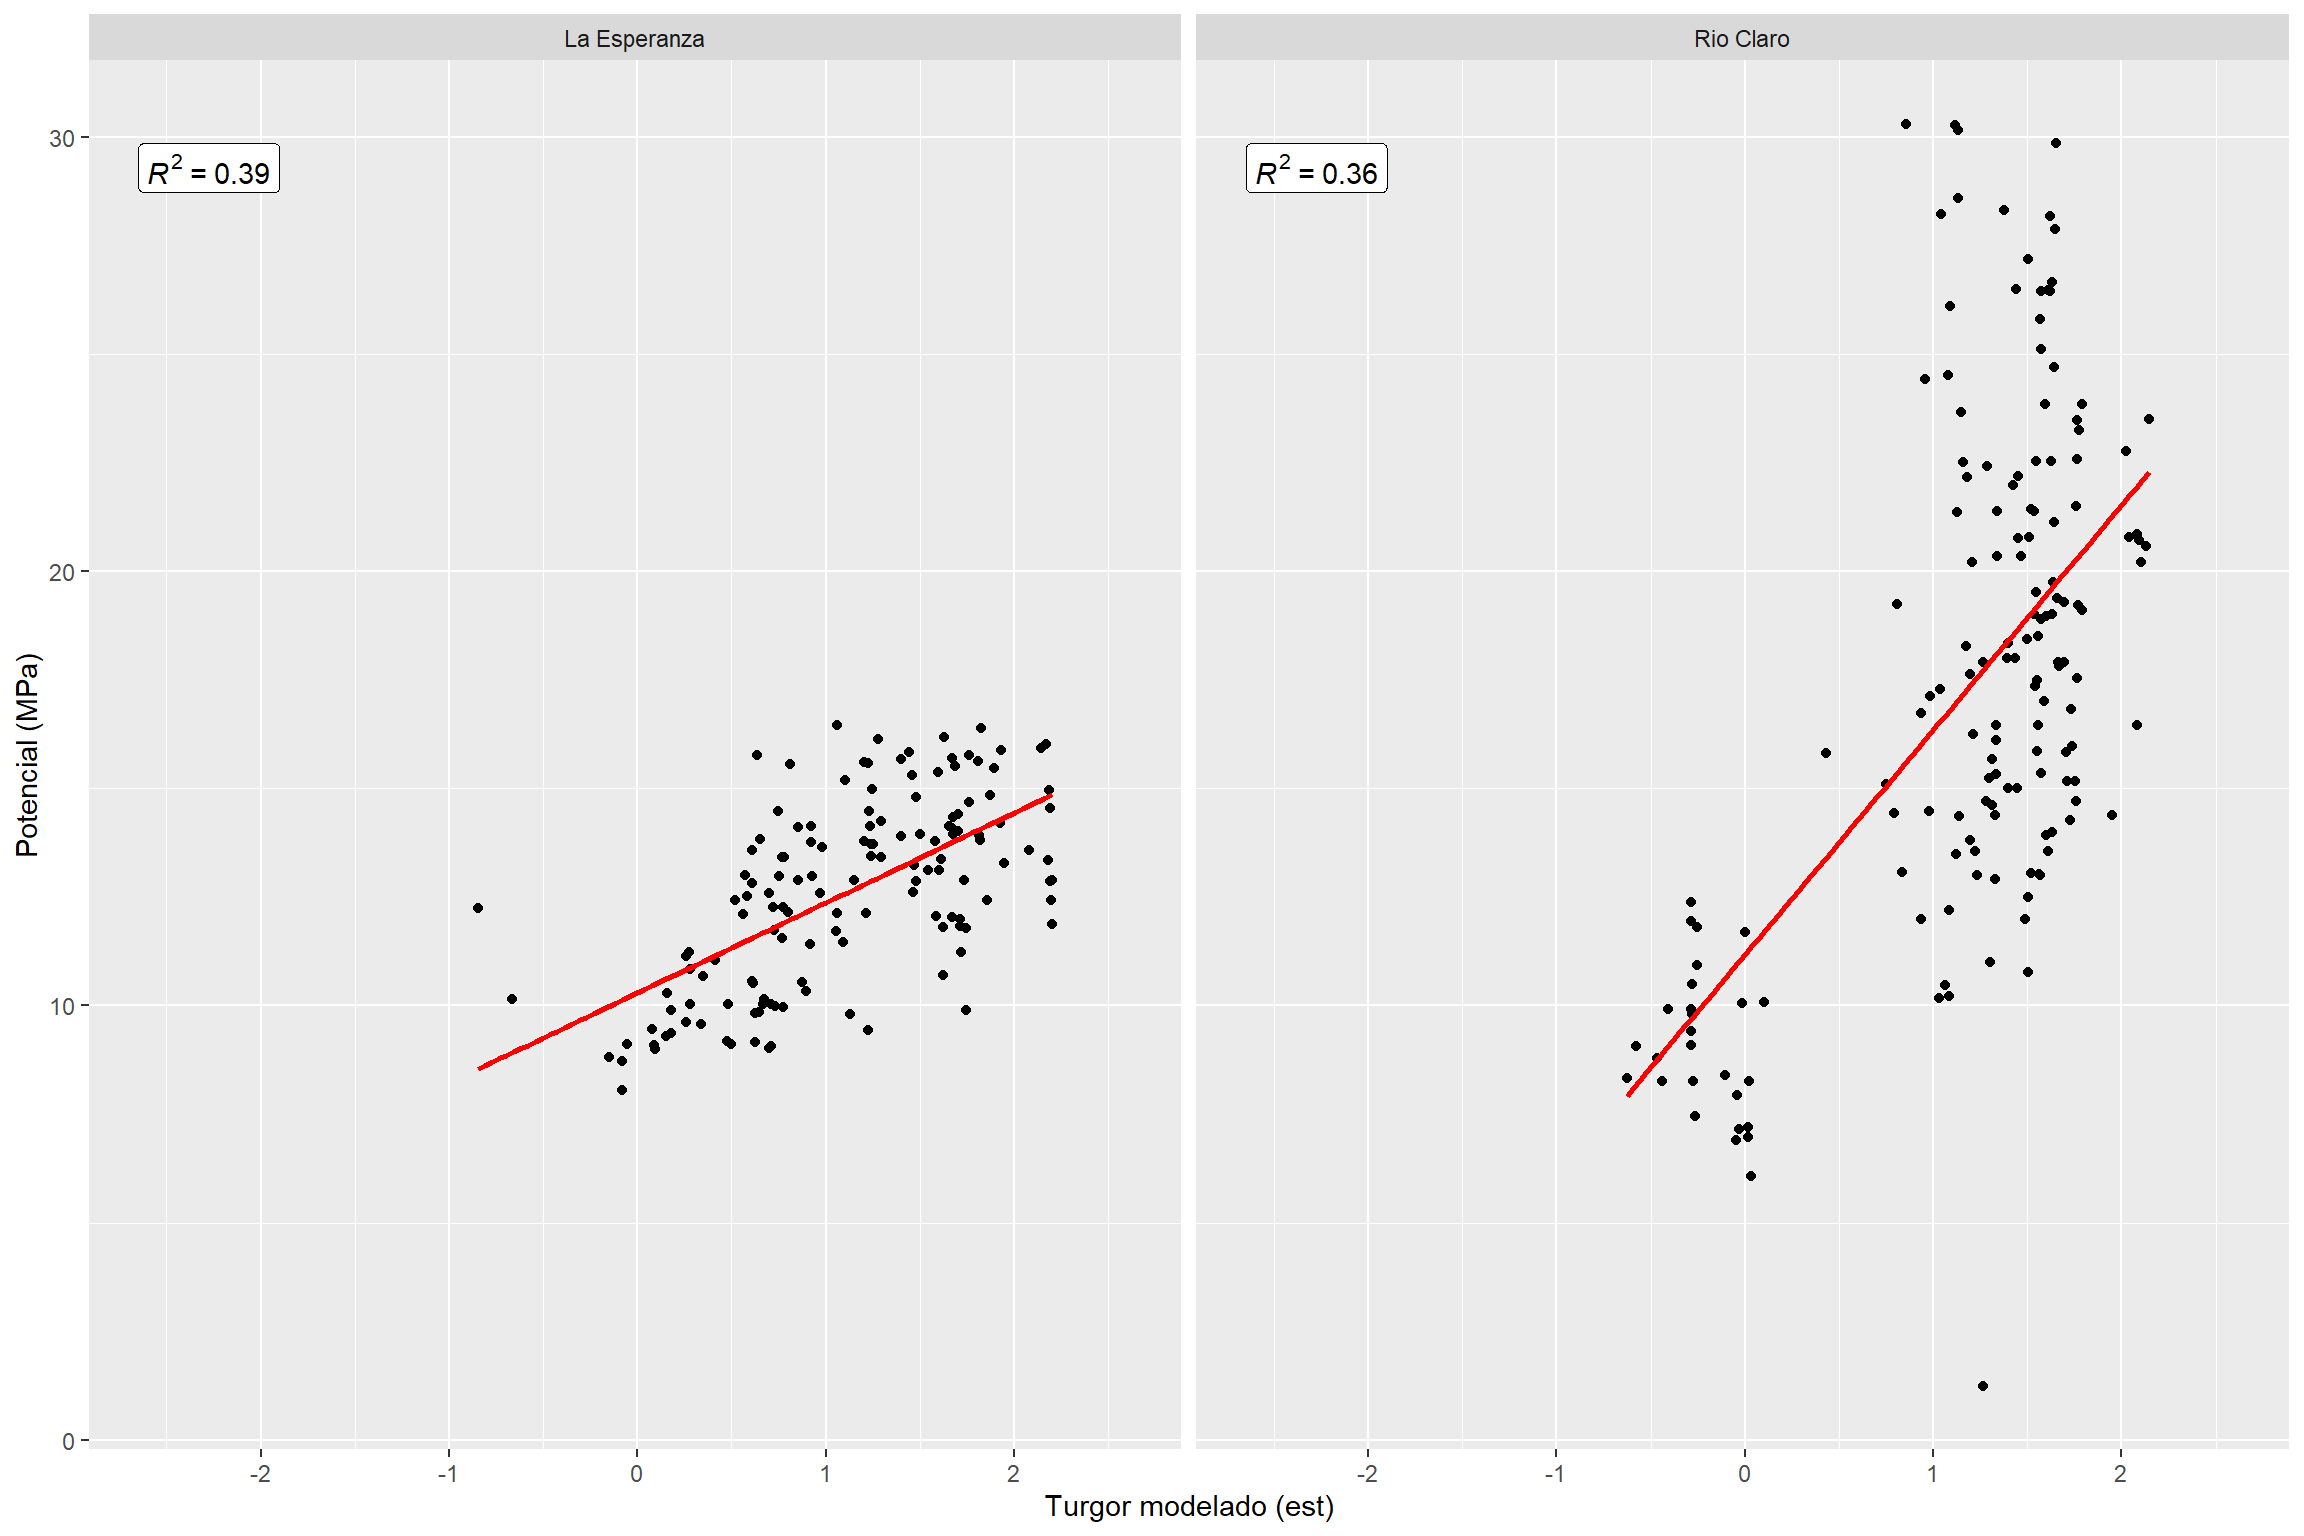 La Esperanza
Rio Claro
R² = 0.39
R² = 0.36
30
20
10
0
Potencial (MPa)
-2 -1 0 1 2
-2 -1 0 1 2
Turgor modelado (est)